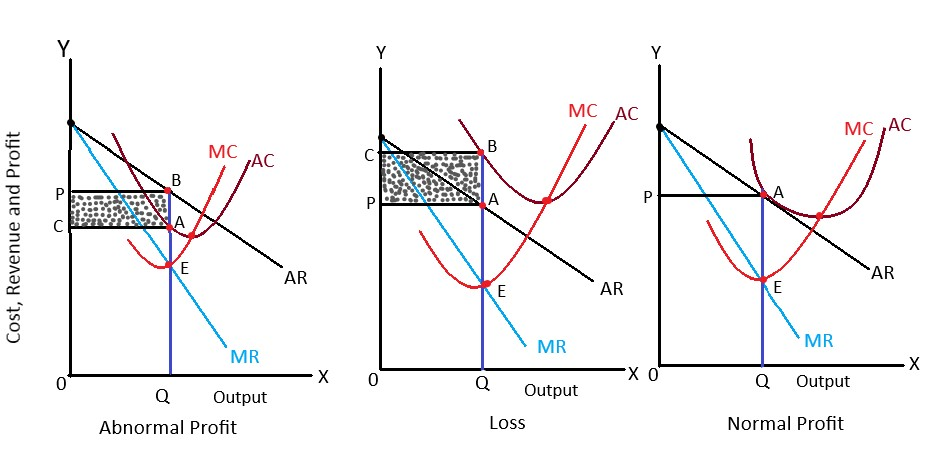 Cost, Revenue and Profit
Y
P
C
B
A
E
MC
AC
AR
MR
0
Q
Output
X
Abnormal Profit
Y
C
P
B
A
E
MC
AC
AR
MR
0
Q
Output
X
Loss
Y
P
A
E
MC
AC
AR
MR
0
Q
Output
X
Normal Profit